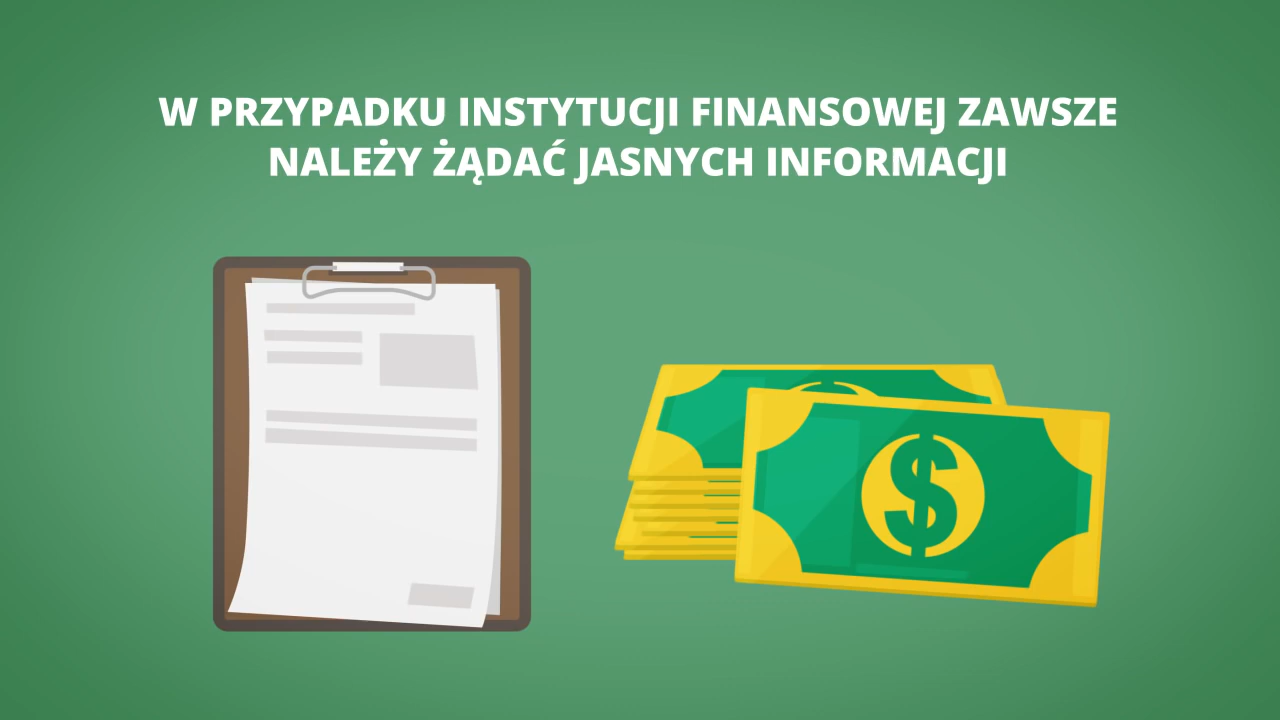 W PRZYPADKU INSTYTUCJI FINANSOWEJ ZAWSZE
NALEŻY ŻĄDAĆ JASNYCH INFORMACJI
$